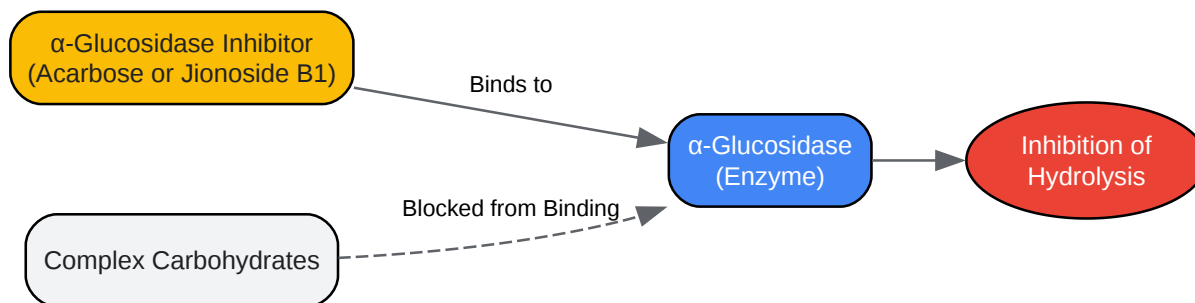 α-Glucosidase Inhibitor
(Acarbose or Jionoside B1)
Binds to
α-Glucosidase
(Enzyme)
Inhibition of
Hydrolysis
Blocked from Binding
Complex Carbohydrates